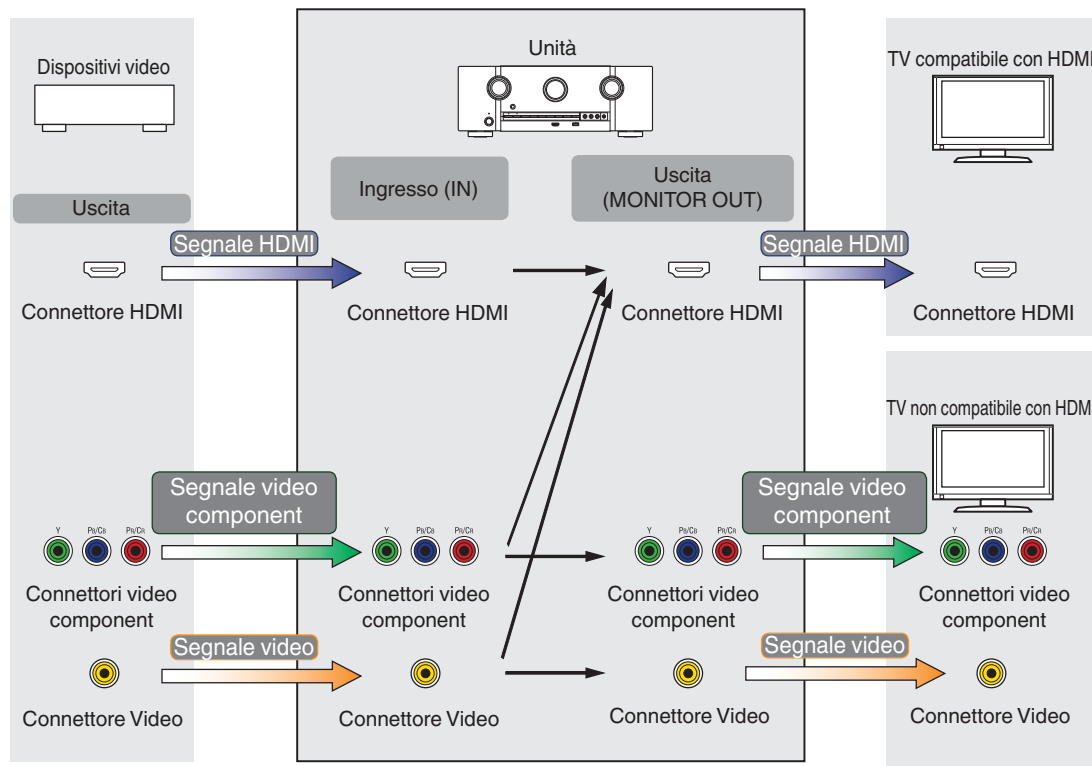 Dispositivi video
Unità
TV compatibile con HDMI
Uscita
Ingresso (IN)
Uscita
(MONITOR OUT)
Segnale HDMI
Segnale HDMI
Connettore HDMI
Connettore HDMI
Connettore HDMI
Connettore HDMI
TV non compatibile con HDM
Segnale video
component
Segnale video
component
Y PB/CB PR/CR
Y PB/CB PR/CR
Y PB/CB PR/CR
Y PB/CB PR/CR
Connettori video
component
Connettori video
component
Connettori video
component
Connettori video
component
Segnale video
Segnale video
Connettore Video
Connettore Video
Connettore Video
Connettore Video